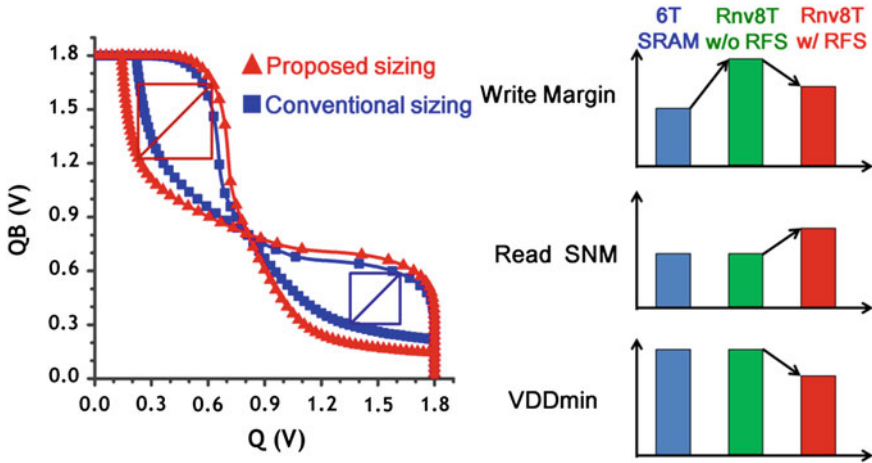 QB (V)
1.8
1.5
1.2
0.9
0.6
0.3
0.0
0.0 0.3 0.6 0.9 1.2 1.5 1.8
Q (V)
Proposed sizing
Conventional sizing
6T Rnv8T Rnv8T
SRAM w/o RFS w/ RFS
Write Margin
Read SNM
VDDmin